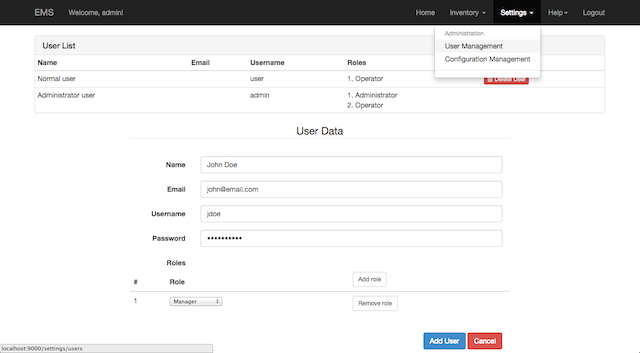 EMS Welcome, admin! Home Inventory Settings Help Logout
Administration
User Management
Configuration Management
User List
Name Email Username Roles
Normal user user 1. Operator Delete User
Administrator user admin 1. Administrator
2. Operator
User Data
Name John Doe
Email john@email.com
Username jdoe
Password ••••••••••
Roles
# Role Add role
1 Manager Remove role
Add User Cancel
localhost:9000/settings/users